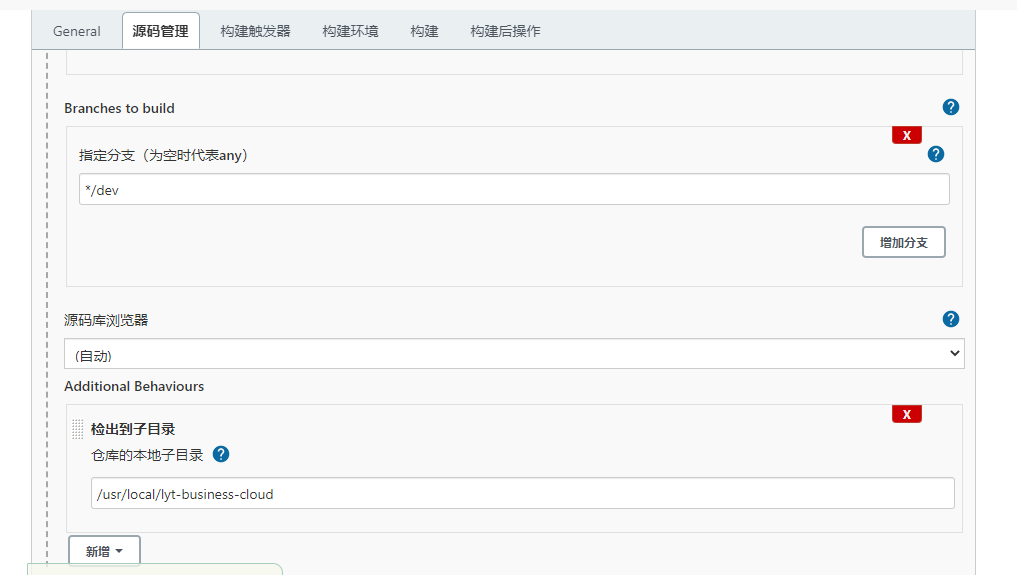 General 源码管理 构建触发器 构建环境 构建 构建后操作
Branches to build ?
X
指定分支（为空时代表any） ?
*/dev
增加分支
源码库浏览器 ?
(自动)
Additional Behaviours
X
检出到子目录
仓库的本地子目录 ?
/usr/local/lyt-business-cloud
新增